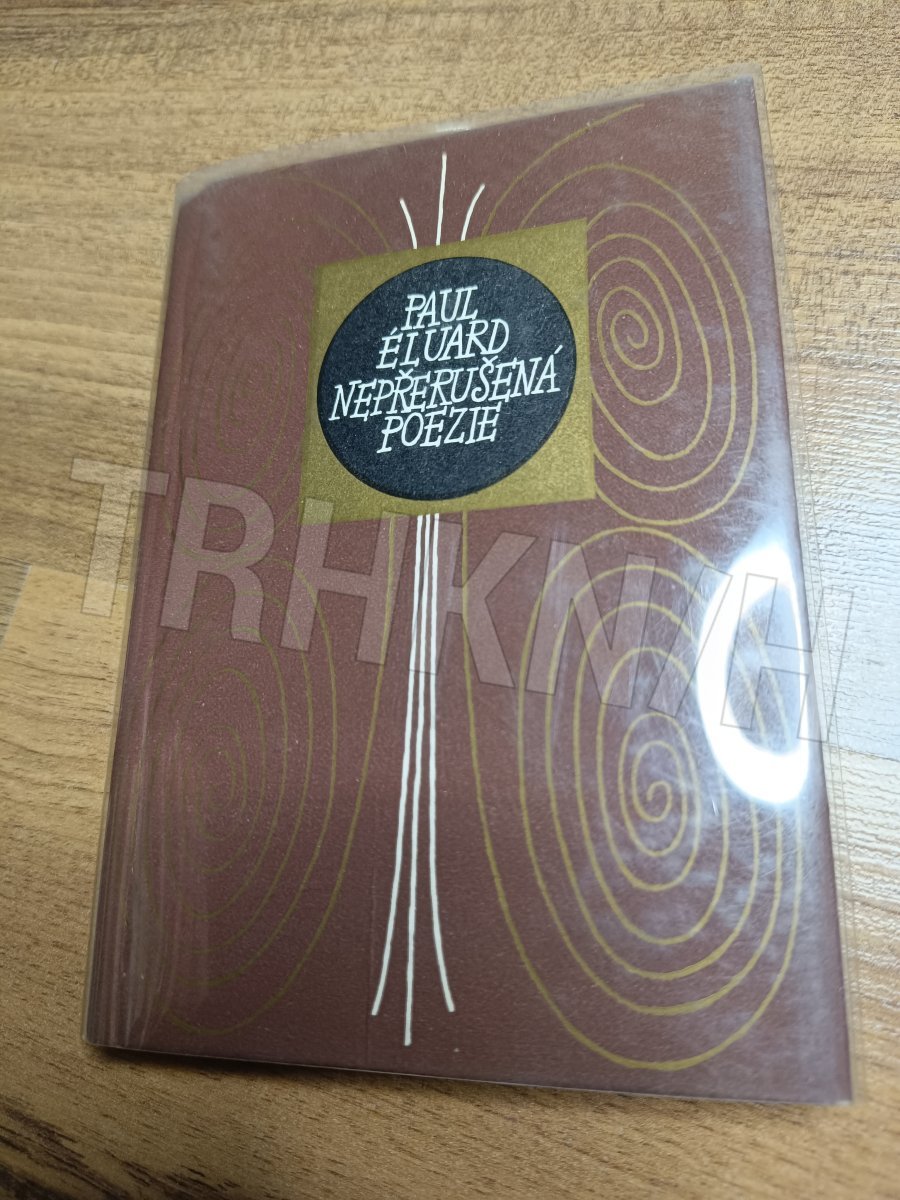 PAUL
ÉLUARD
NEPŘERUŠENÁ
POEZIE
TRHKNIH